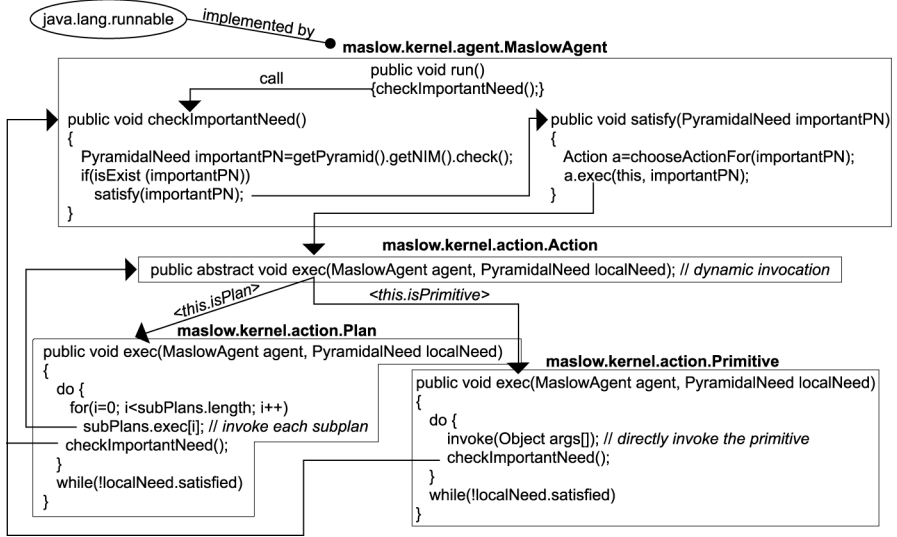 java.lang.runnable
implemented by
maslow.kernel.agent.MaslowAgent
public void run()
{checkImportantNeed();}
call
public void checkImportantNeed()
{
PyramidalNeed importantPN=getPyramid().getNIM().check();
if(isExist (importantPN))
satisfy(importantPN);
}
public void satisfy(PyramidalNeed importantPN)
{
Action a=chooseActionFor(importantPN);
a.exec(this, importantPN);
}
maslow.kernel.action.Action
public abstract void exec(MaslowAgent agent, PyramidalNeed localNeed); // dynamic invocation
<this.isPlan>
<this.isPrimitive>
maslow.kernel.action.Plan
public void exec(MaslowAgent agent, PyramidalNeed localNeed)
{
do {
for(i=0; i<subPlans.length; i++)
subPlans.exec[i]; // invoke each subplan
checkImportantNeed();
}
while(!localNeed.satisfied)
}
maslow.kernel.action.Primitive
public void exec(MaslowAgent agent, PyramidalNeed localNeed)
{
do {
invoke(Object args[]); // directly invoke the primitive
checkImportantNeed();
}
while(!localNeed.satisfied)
}